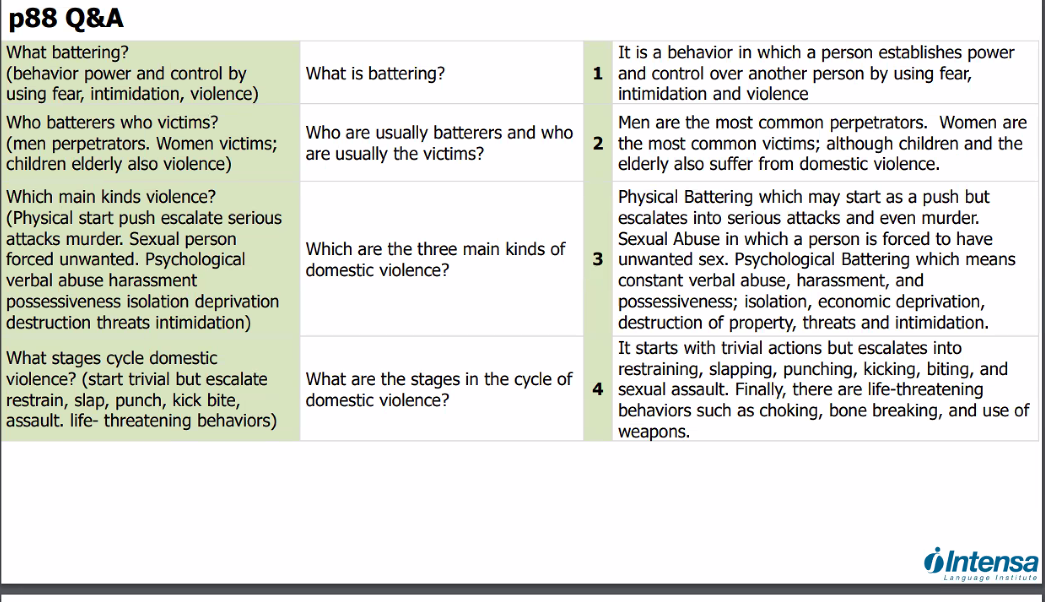 p88 Q&A
What battering?
(behavior power and control by
using fear, intimidation, violence)
What is battering?
1
It is a behavior in which a person establishes power
and control over another person by using fear,
intimidation and violence
Who batterers who victims?
(men perpetrators. Women victims;
children elderly also violence)
Who are usually batterers and who
are usually the victims?
2
Men are the most common perpetrators.  Women are
the most common victims; although children and the
elderly also suffer from domestic violence.
Which main kinds violence?
(Physical start push escalate serious
attacks murder. Sexual person
forced unwanted. Psychological
verbal abuse harassment
possessiveness isolation deprivation
destruction threats intimidation)
Which are the three main kinds of
domestic violence?
3
Physical Battering which may start as a push but
escalates into serious attacks and even murder.
Sexual Abuse in which a person is forced to have
unwanted sex. Psychological Battering which means
constant verbal abuse, harassment, and
possessiveness; isolation, economic deprivation,
destruction of property, threats and intimidation.
What stages cycle domestic
violence? (start trivial but escalate
restrain, slap, punch, kick bite,
assault. life- threatening behaviors)
What are the stages in the cycle of
domestic violence?
4
It starts with trivial actions but escalates into
restraining, slapping, punching, kicking, biting, and
sexual assault. Finally, there are life-threatening
behaviors such as choking, bone breaking, and use of
weapons.
Intensa
Language Institute